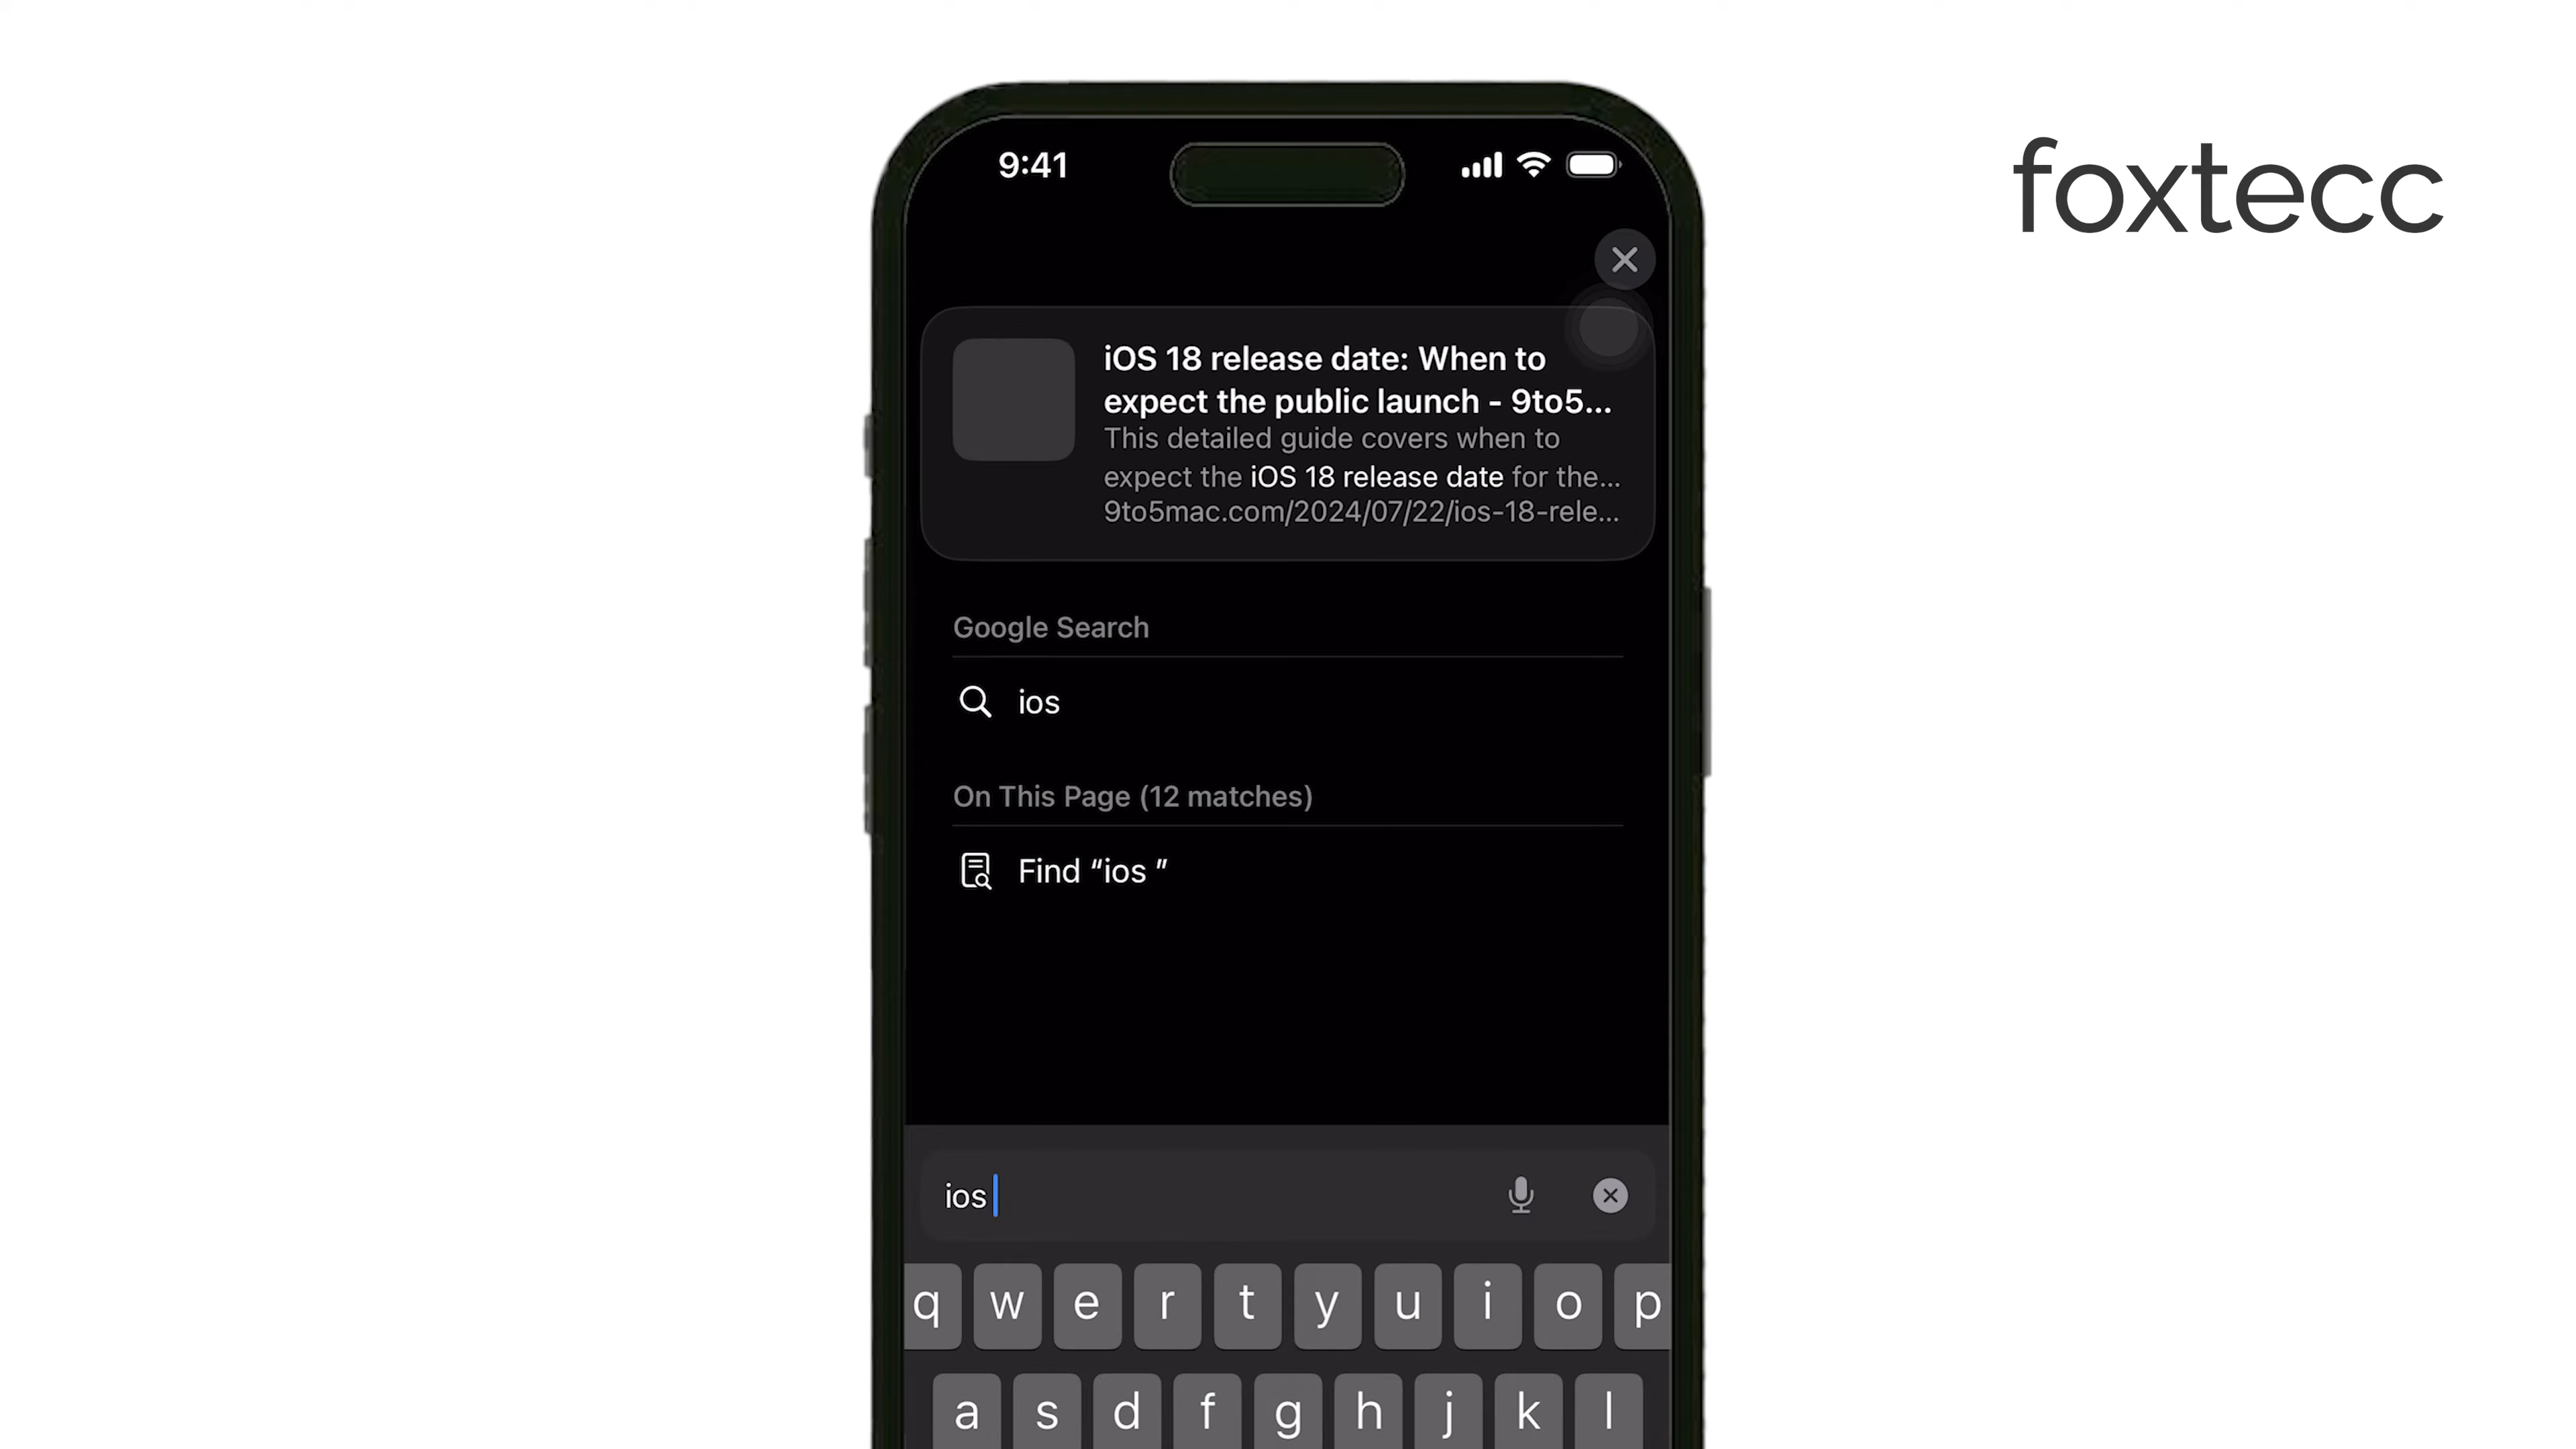 foxtecc
9:41
iOS 18 release date: When to
expect the public launch - 9to5...
This detailed guide covers when to
expect the iOS 18 release date for the...
9to5mac.com/2024/07/22/ios-18-rele...
Google Search
ios
On This Page (12 matches)
Find “ios ”
ios
q w e r t y u i o p
a s d f g h j k l